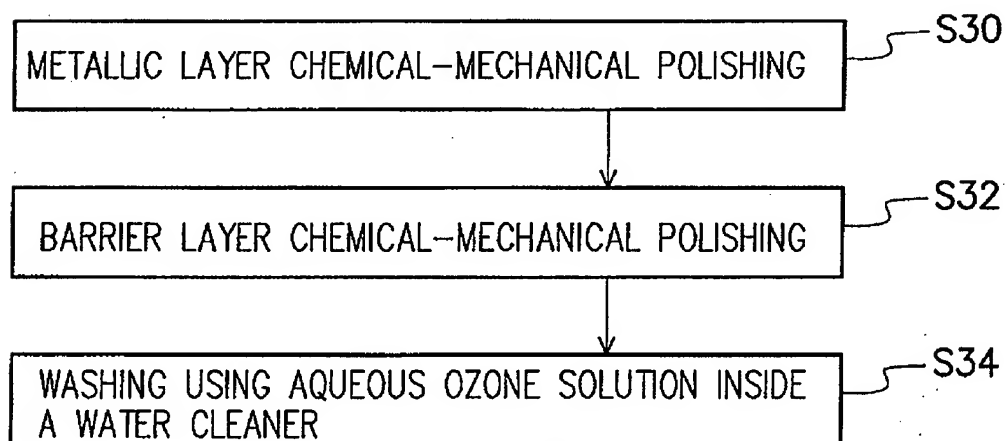 METALLIC LAYER CHEMICAL-MECHANICAL POLISHING
S30
BARRIER LAYER CHEMICAL-MECHANICAL POLISHING
S32
WASHING USING AQUEOUS OZONE SOLUTION INSIDE
A WATER CLEANER
S34